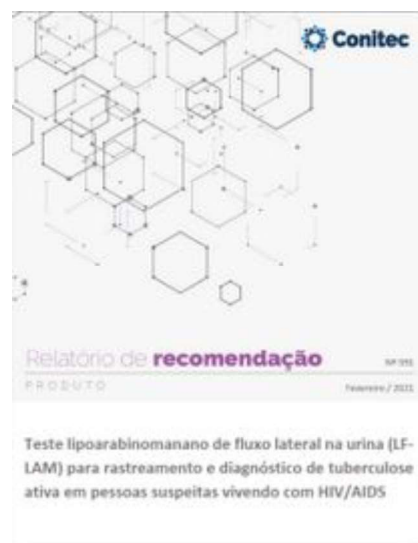 Conitec
Relatório de recomendação
PRODUTO
Fevereiro / 2021
Teste lipoarabinomanano de fluxo lateral na urina (LF-
LAM) para rastreamento e diagnóstico de tuberculose
ativa em pessoas suspeitas vivendo com HIV/AIDS